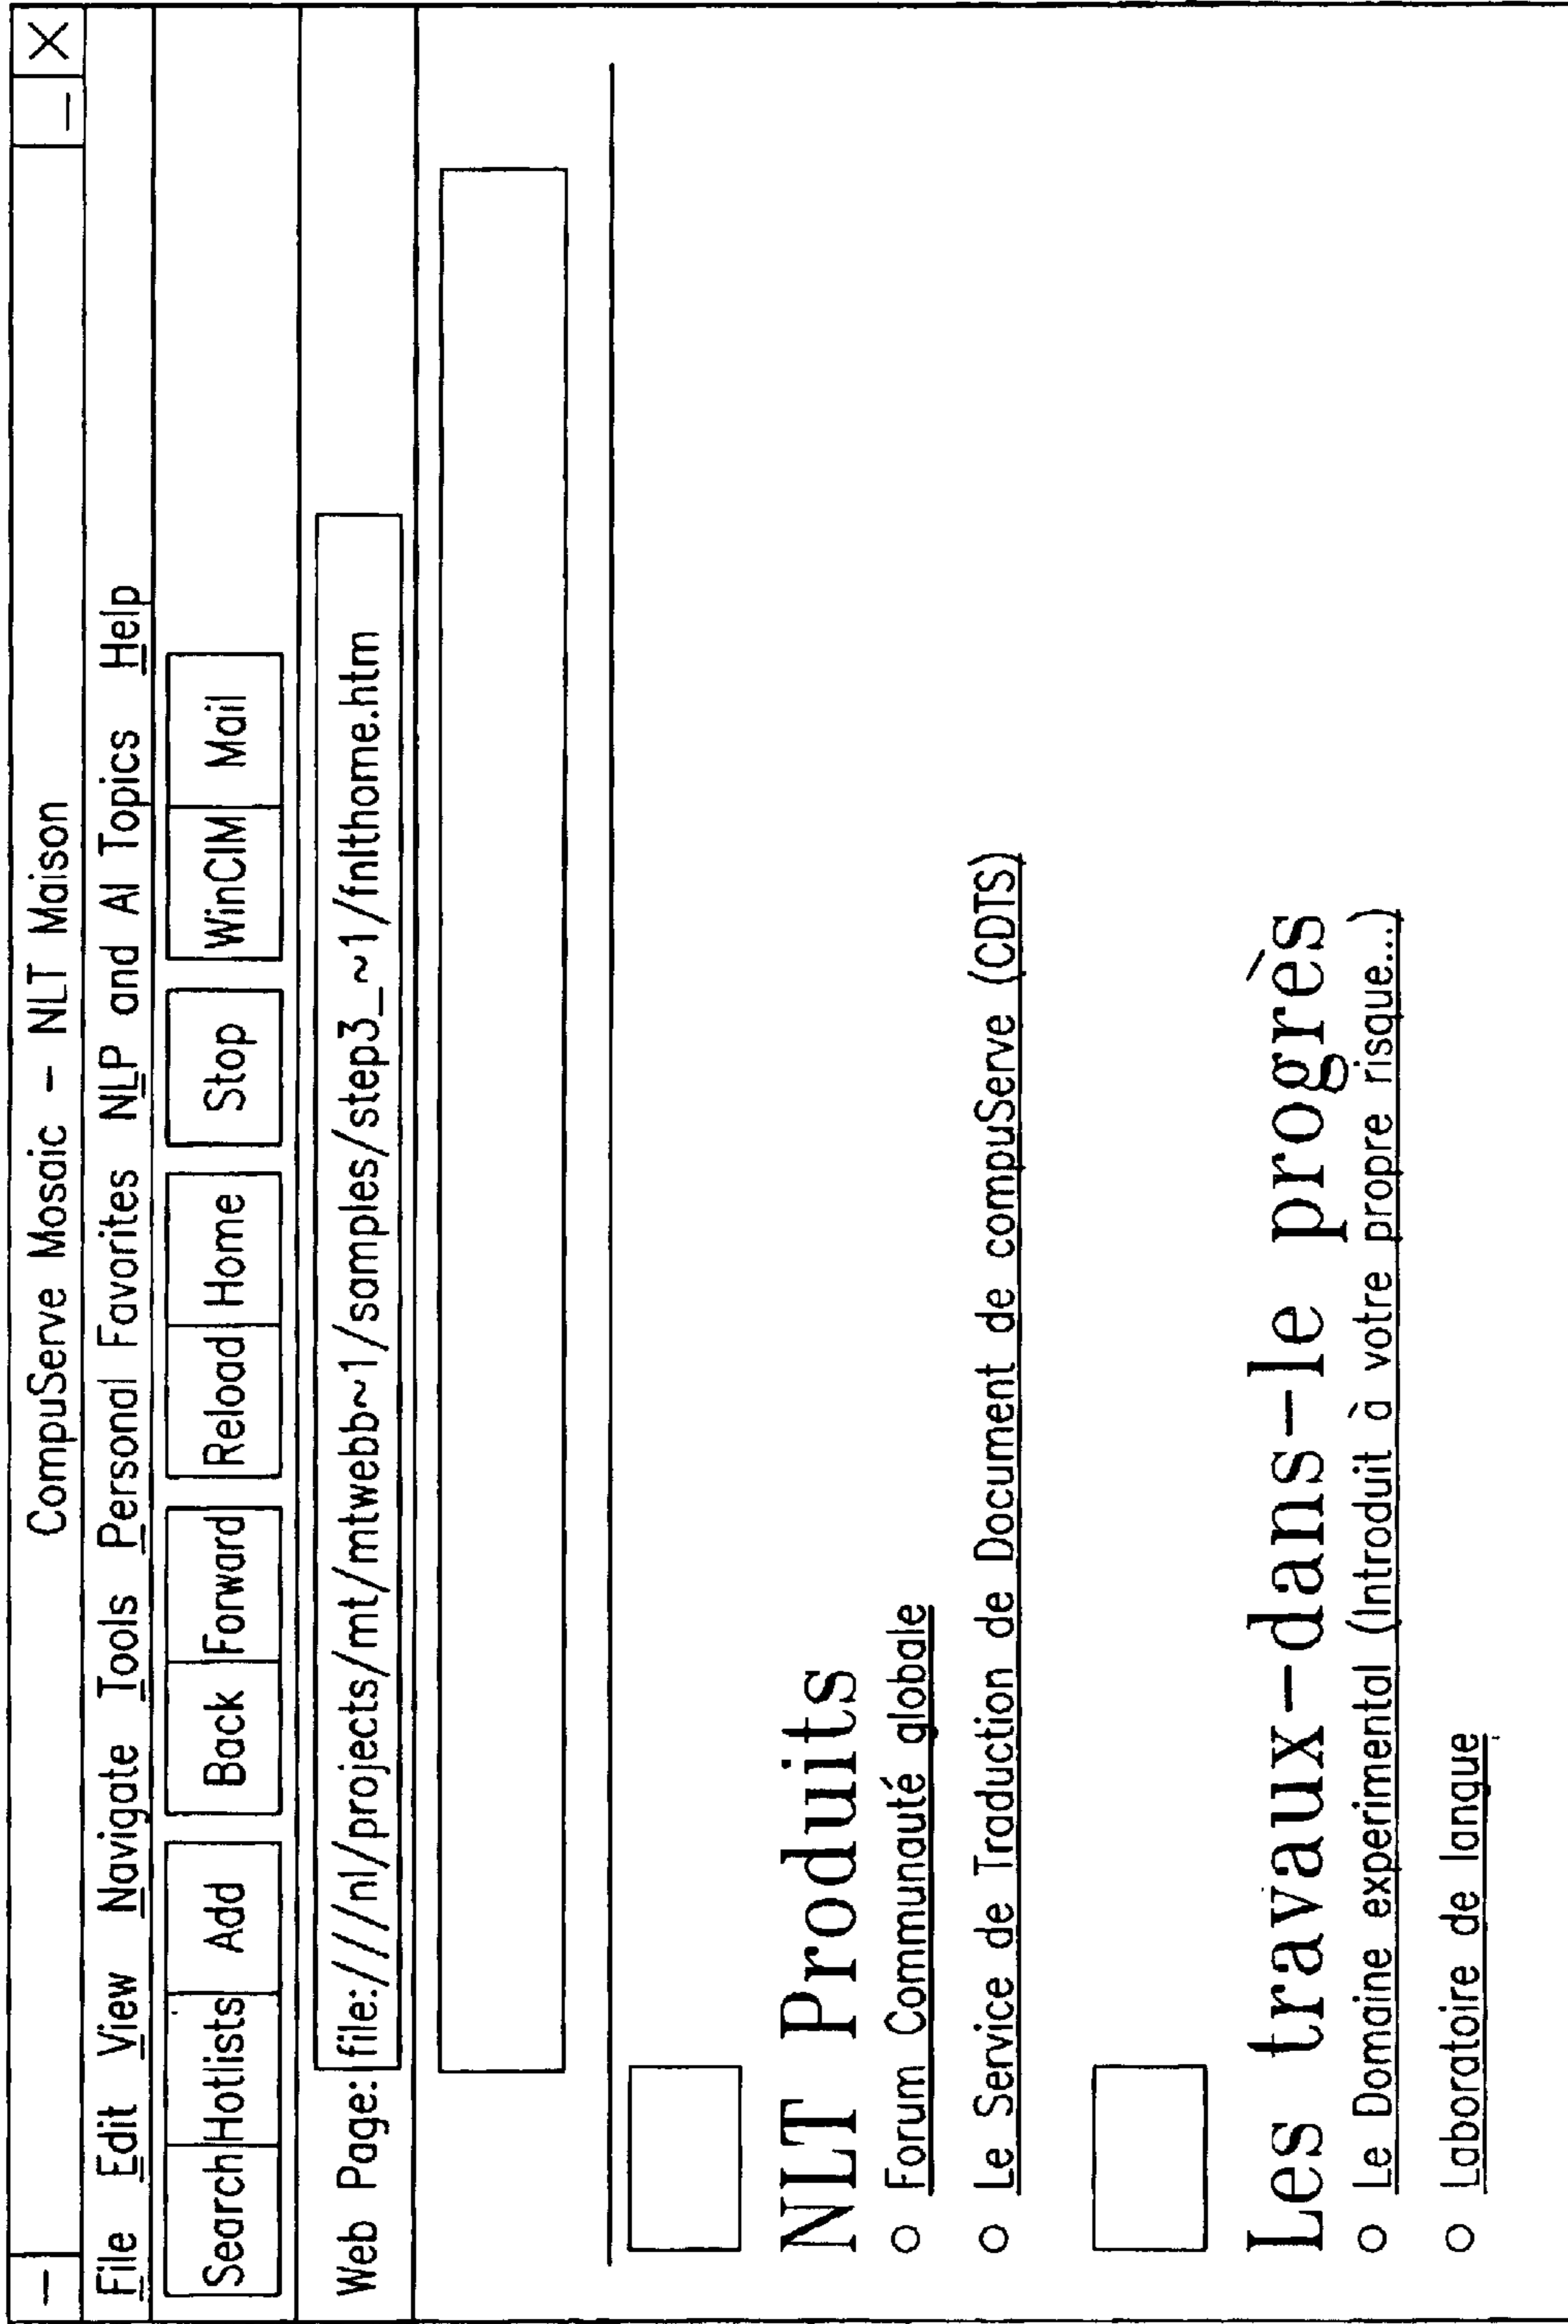 CompuServe Mosaic - NLT Maison
File Edit View Navigate Tools Personal Favorites NLP and AI Topics Help
Search Hotlists Add Back Forward Reload Home Stop WinCIM Mail
Web Page: file:///nl/projects/mt/mtwebb~1/samples/step3_~1/fnlthome.htm
NLT Produits
Forum Communauté globale
Le Service de Traduction de Document de compuServe (CDTS)
Les travaux-dans-le progrès
Le Domaine experimental (Introduit à votre propre risque...)
Laboratoire de langue